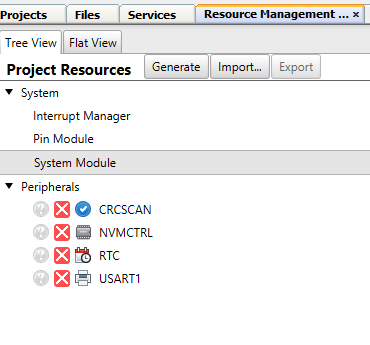 Projects Files Services Resource Management ... ×
Tree View Flat View
Project Resources Generate Import... Export
System
Interrupt Manager
Pin Module
System Module
Peripherals
CRCSCAN
NVMCTRL
RTC
USART1